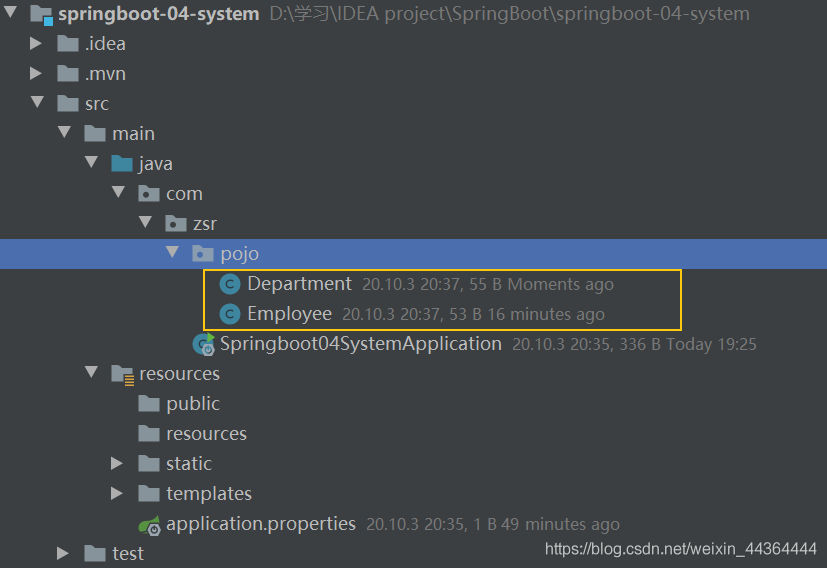 springboot-04-system D:\学习\IDEA project\SpringBoot\springboot-04-system
.idea
.mvn
src
main
java
com
zsr
pojo
Department 20.10.3 20:37, 55 B Moments ago
Employee 20.10.3 20:37, 53 B 16 minutes ago
Springboot04SystemApplication 20.10.3 20:35, 336 B Today 19:25
resources
public
resources
static
templates
application.properties 20.10.3 20:35, 1 B 49 minutes ago
test
https://blog.csdn.net/weixin_44364444